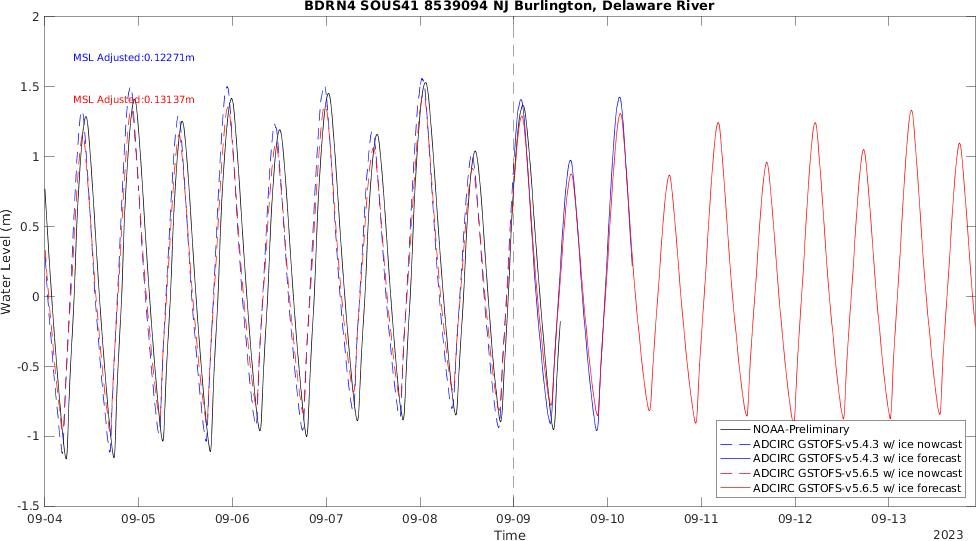 BDRN4 SOUS41 8539094 NJ Burlington, Delaware River
2
1.5
1
0.5
0
-0.5
-1
-1.5
Water Level (m)
MSL Adjusted:0.12271m
MSL Adjusted:0.13137m
NOAA-Preliminary
ADCIRC GSTOFS-v5.4.3 w/ ice nowcast
ADCIRC GSTOFS-v5.4.3 w/ ice forecast
ADCIRC GSTOFS-v5.6.5 w/ ice nowcast
ADCIRC GSTOFS-v5.6.5 w/ ice forecast
09-04 09-05 09-06 09-07 09-08 09-09 09-10 09-11 09-12 09-13
Time
2023